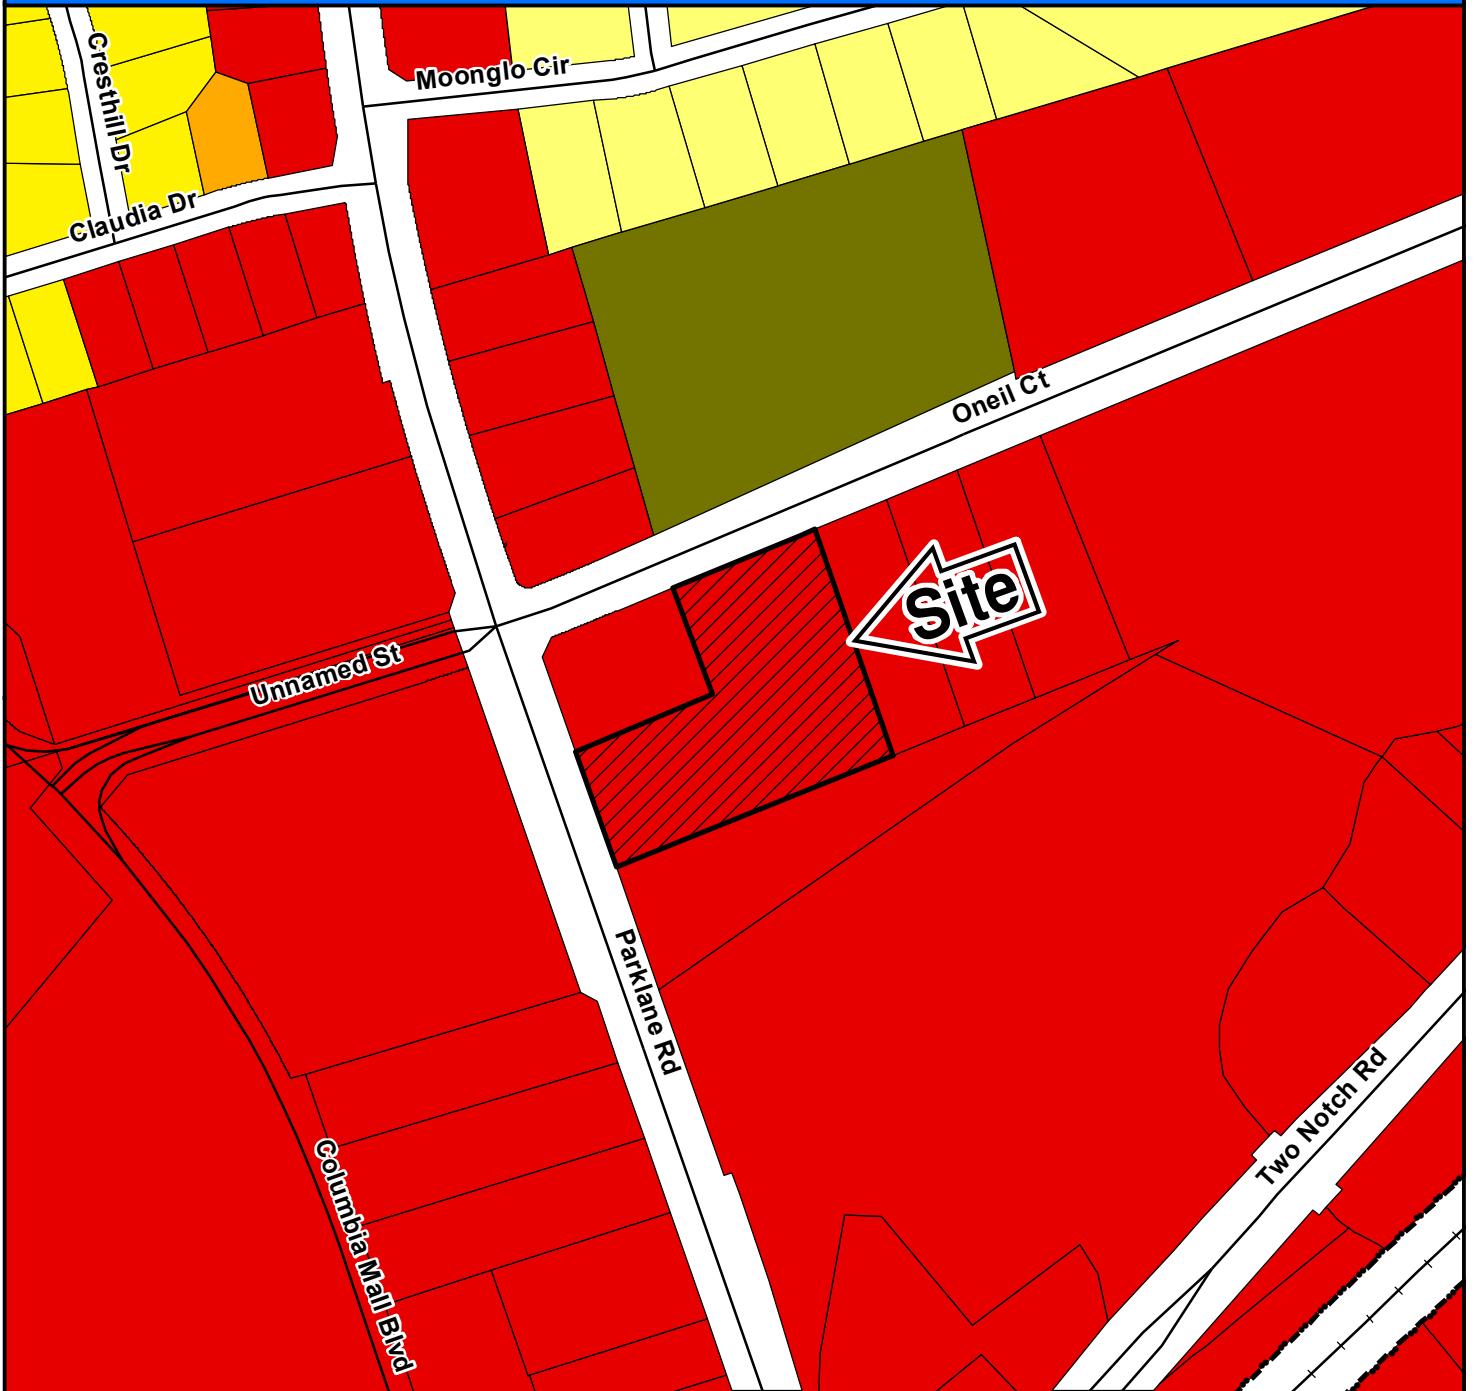 Cresthill Dr
Moonglo Cir
Claudia Dr
Oneil Ct
Site
Unnamed St
Parklane Rd
Two Notch Rd
Columbia Mall Blvd